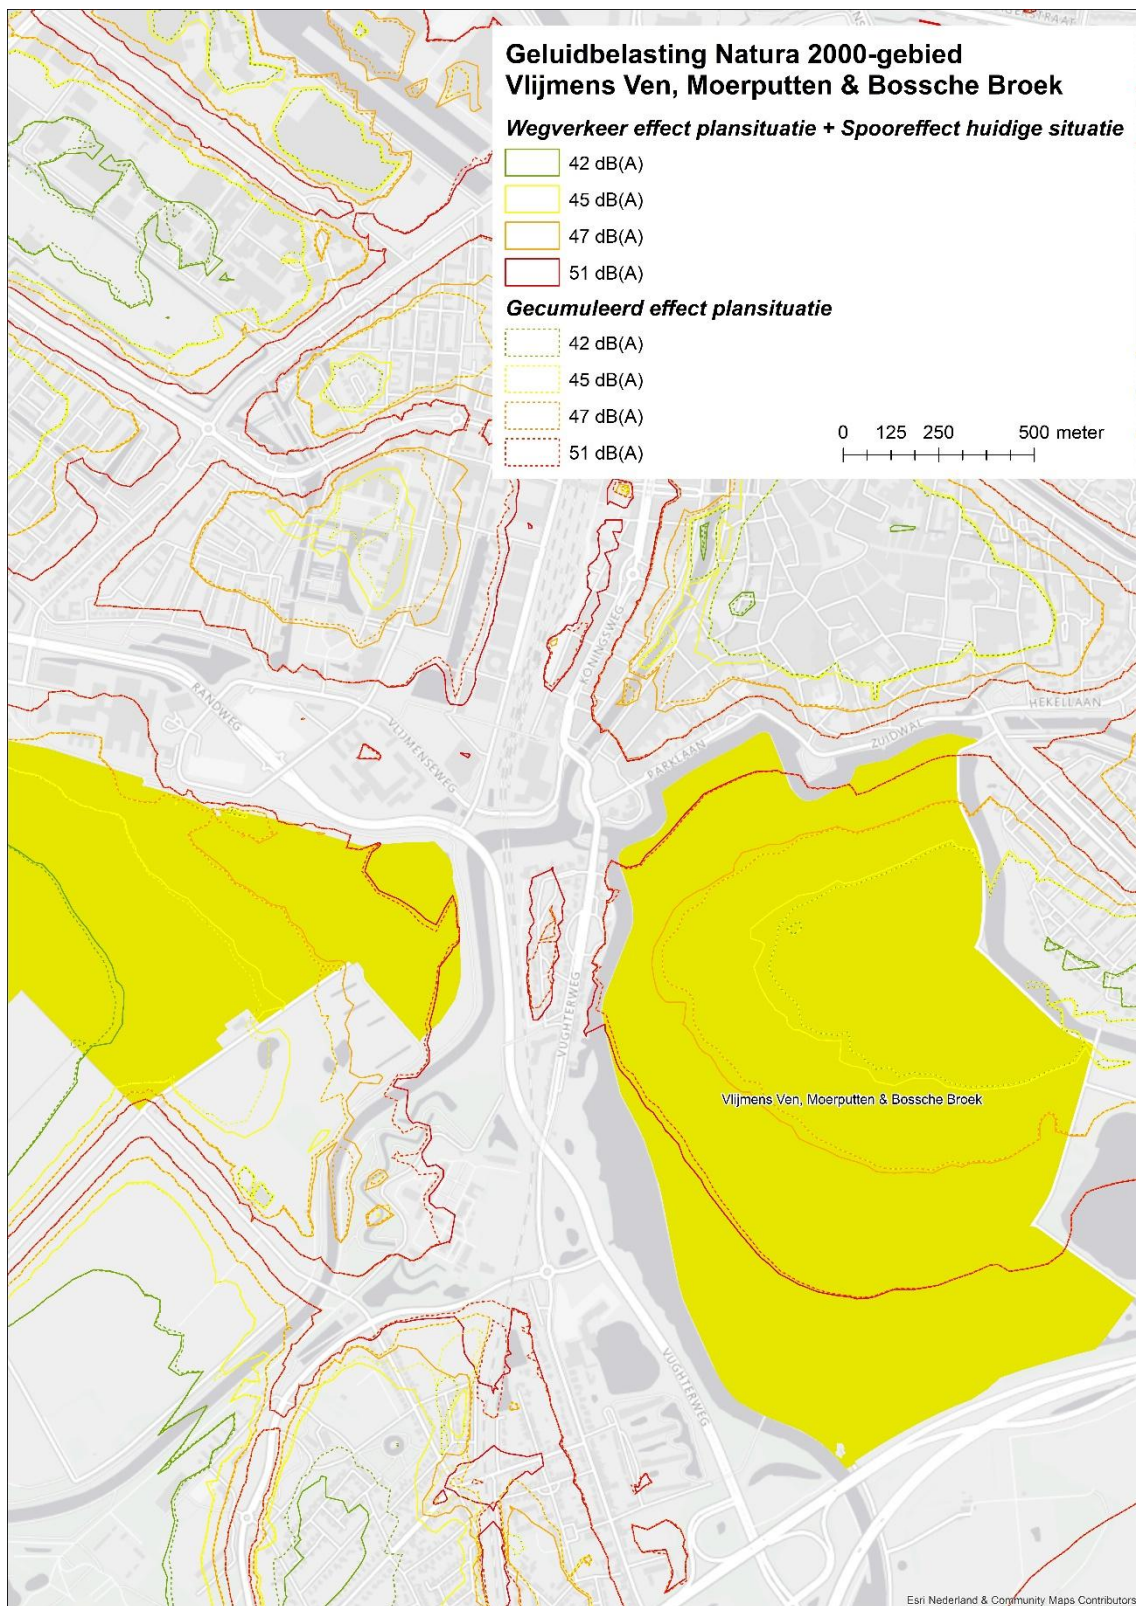 Geluidbelasting Natura 2000-gebied
Vlijmens Ven, Moerputten & Bossche Broek
Wegverkeer effect plansituatie + Spooreffect huidige situatie
42 dB(A)
45 dB(A)
47 dB(A)
51 dB(A)
Gecumuleerd effect plansituatie
42 dB(A)
45 dB(A)
47 dB(A)
51 dB(A)
0 125 250 500 meter
KONINGSWEG
RANDWEG
VLIJMENSEWEG
PARKLAAN
ZUIDWAL
HEKELLAAN
VUGHTERWEG
Vlijmens Ven, Moerputten & Bossche Broek
VUGHTERWEG
Esri Nederland & Community Maps Contributors